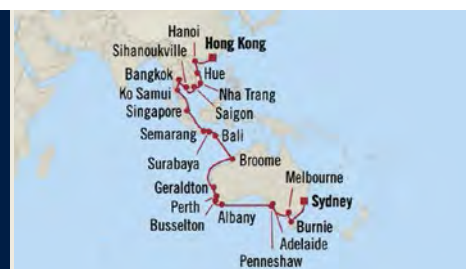 Hanoi
Hong Kong
Sihanoukville
Bangkok
Hue
Ko Samui
Nha Trang
Singapore
Saigon
Semarang
Bali
Surabaya
Broome
Melbourne
Geraldton
Sydney
Perth
Busselton
Albany
Burnie
Adelaide
Penneshaw